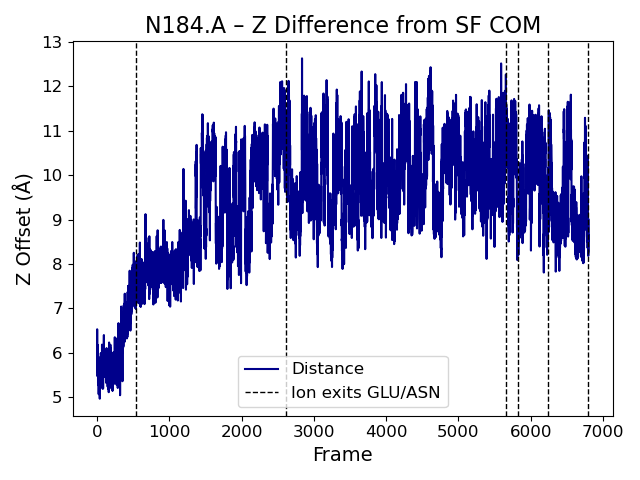 N184.A – Z Difference from SF COM
13
12
11
10
9
8
7
6
5
Z Offset (Å)
Distance
Ion exits GLU/ASN
0 1000 2000 3000 4000 5000 6000 7000
Frame